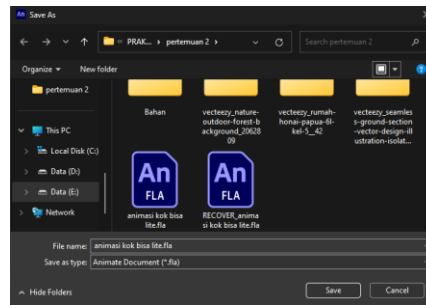 An Save As
PRAK... › pertemuan 2 ›
Search pertemuan 2
Organize
New folder
pertemuan 2
This PC
Local Disk (C:)
Data (D:)
Data (E:)
Network
Bahan
vecteezy_nature-
outdoor-forest-b
ackground_20628
09
vecteezy_rumah-
honai-papua-fil-
kel-5__42
vecteezy_seamles
s-ground-section
-vector-design-ill
ustration-isolat...
An
FLA
animasi kok bisa
lite.fla
An
FLA
RECOVER_anima
si kok bisa lite.fla
File name: animasi kok bisa lite.fla
Save as type: Animate Document (*.fla)
Hide Folders
Save
Cancel